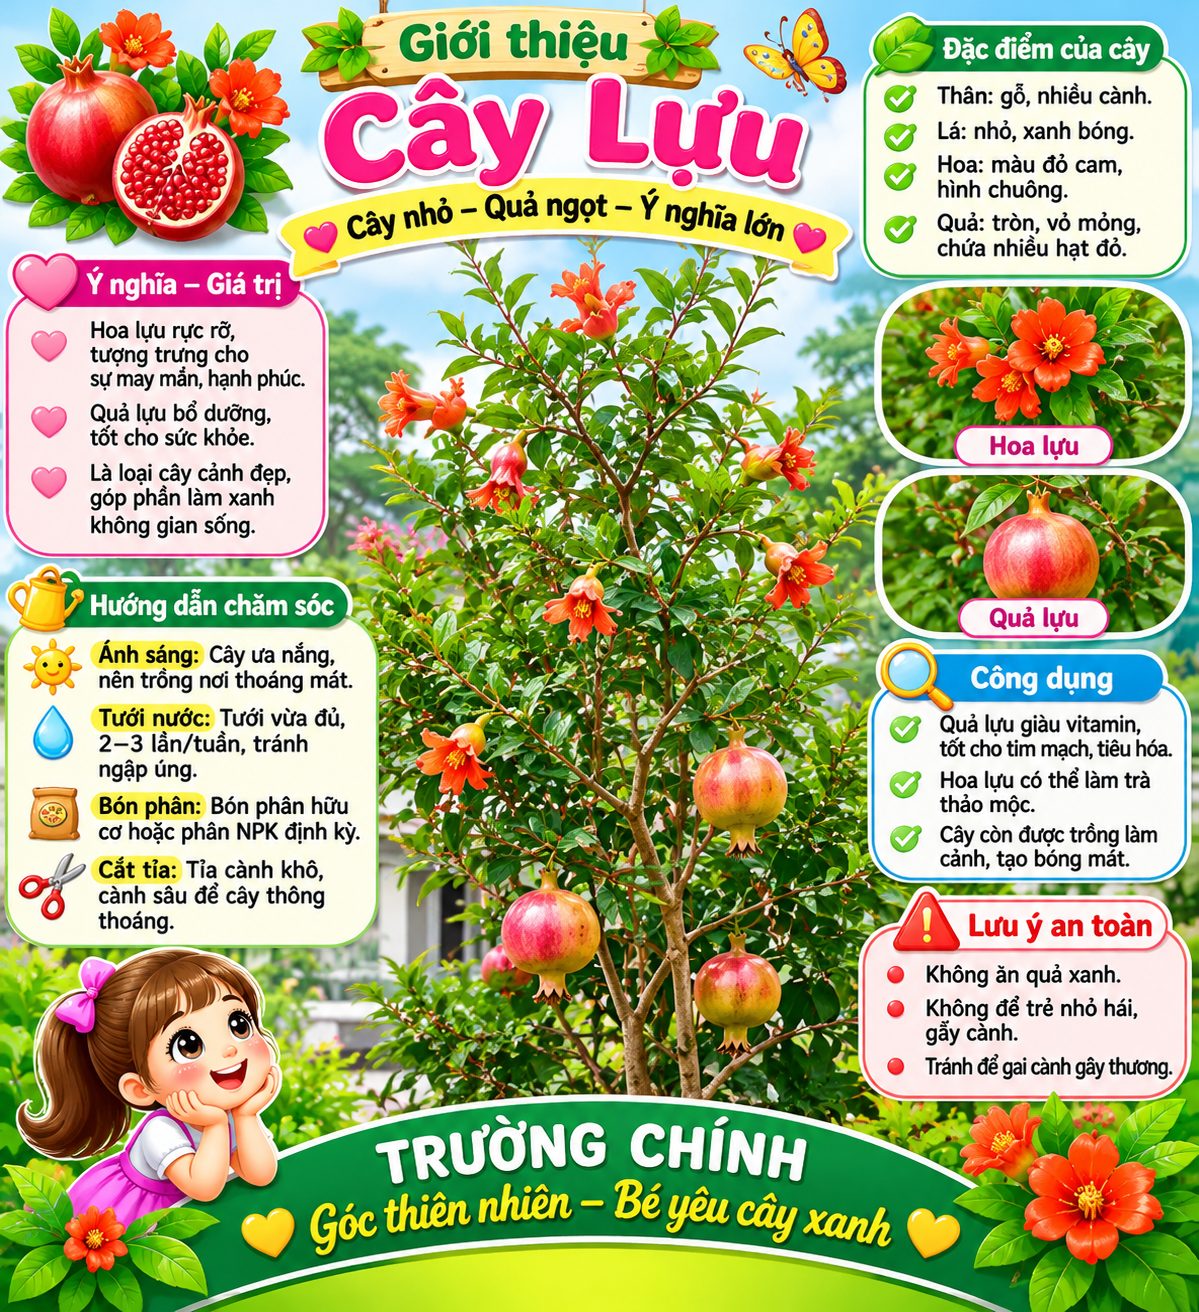 Giới thiệu
Cây Lựu
Cây nhỏ – Quả ngọt – Ý nghĩa lớn
Ý nghĩa – Giá trị
Hoa lựu rực rỡ,
tượng trưng cho
sự may mắn, hạnh phúc.
Quả lựu bổ dưỡng,
tốt cho sức khỏe.
Là loại cây cảnh đẹp,
góp phần làm xanh
không gian sống.
Hướng dẫn chăm sóc
Ánh sáng: Cây ưa nắng,
nên trồng nơi thoáng mát.
Tưới nước: Tưới vừa đủ,
2–3 lần/tuần, tránh
ngập úng.
Bón phân: Bón phân hữu
cơ hoặc phân NPK định kỳ.
Cắt tỉa: Tỉa cành khô,
cành sâu để cây thông
thoáng.
Đặc điểm của cây
Thân: gỗ, nhiều cành.
Lá: nhỏ, xanh bóng.
Hoa: màu đỏ cam,
hình chuông.
Quả: tròn, vỏ mỏng,
chứa nhiều hạt đỏ.
Hoa lựu
Quả lựu
Công dụng
Quả lựu giàu vitamin,
tốt cho tim mạch, tiêu hóa.
Hoa lựu có thể làm trà
thảo mộc.
Cây còn được trồng làm
cảnh, tạo bóng mát.
Lưu ý an toàn
Không ăn quả xanh.
Không để trẻ nhỏ hái,
gẫy cành.
Tránh để gai cành gây thương.
TRƯỜNG CHÍNH
Góc thiên nhiên – Bé yêu cây xanh